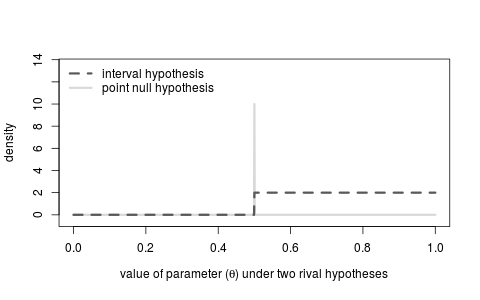 interval hypothesis
point null hypothesis
density
14
10
8
6
4
2
0
0.0 0.2 0.4 0.6 0.8 1.0
value of parameter (θ) under two rival hypotheses